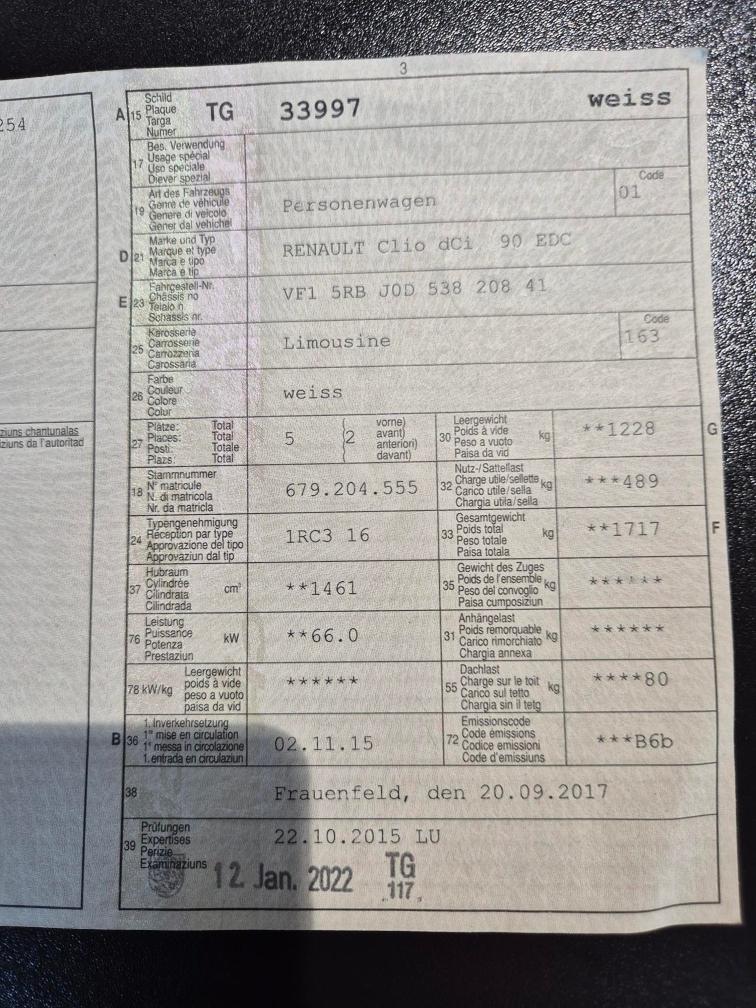 3
254
A 15 Schild
Plaque
Targa
Numer
TG 33997 weiss
17 Bes. Verwendung
Usage spécial
Uso speciale
Diever spezial
19 Art des Fahrzeugs
Genre de véhicule
Genere di veicolo
Gener dal vehichel
Personenwagen
Code
01
D 21 Marke und Typ
Marque et type
Marca e tipo
Marca e tip
RENAULT Clio dCi 90 EDC
E 23 Fahrgestell-Nr.
Châssis no
Telaio n.
Schassis nr.
VF1 5RB J0D 538 208 41
25 Karosserie
Carrosserie
Carrozzeria
Carossaria
Limousine
Code
163
26 Farbe
Couleur
Colore
Colur
weiss
ziuns chantunalas
ziuns da l'autoritad
27 Plätze: Total
Places: Total
Posti: Totale
Plazs: Total
5
2 vorne)
avant)
anteriori)
davant)
30 Leergewicht
Poids à vide
Peso a vuoto
Paisa da vid
kg
**1228
G
18 Stammnummer
N° matricule
N. di matricola
Nr. da matricla
679.204.555
32 Nutz-/Sattellast
Charge utile/sellette
Carico utile/sella
Chargia utila/sella
kg
***489
24 Typengenehmigung
Réception par type
Approvazione del tipo
Approvaziun dal tip
1RC3 16
33 Gesamtgewicht
Poids total
Peso totale
Paisa totala
kg
**1717
F
37 Hubraum
Cylindrée
Cilindrata
Cilindrada
cm³
**1461
35 Gewicht des Zuges
Poids de l'ensemble
Peso del convoglio
Paisa cumposiziun
kg
******
76 Leistung
Puissance
Potenza
Prestaziun
kW
**66.0
31 Anhängelast
Poids remorquable
Carico rimorchiato
Chargia annexa
kg
******
78 kW/kg Leergewicht
poids à vide
peso a vuoto
paisa da vid
******
55 Dachlast
Charge sur le toit
Carico sul tetto
Chargia sin il tetg
kg
****80
B 36 1. Inverkehrsetzung
1re mise en circulation
1a messa in circolazione
1. entrada en circulaziun
02.11.15
72 Emissionscode
Code émissions
Codice emissioni
Code d'emissiuns
***B6b
38 Frauenfeld, den 20.09.2017
39 Prüfungen
Expertises
Perizie
Examinaziuns
22.10.2015 LU
12 Jan. 2022
TG
117